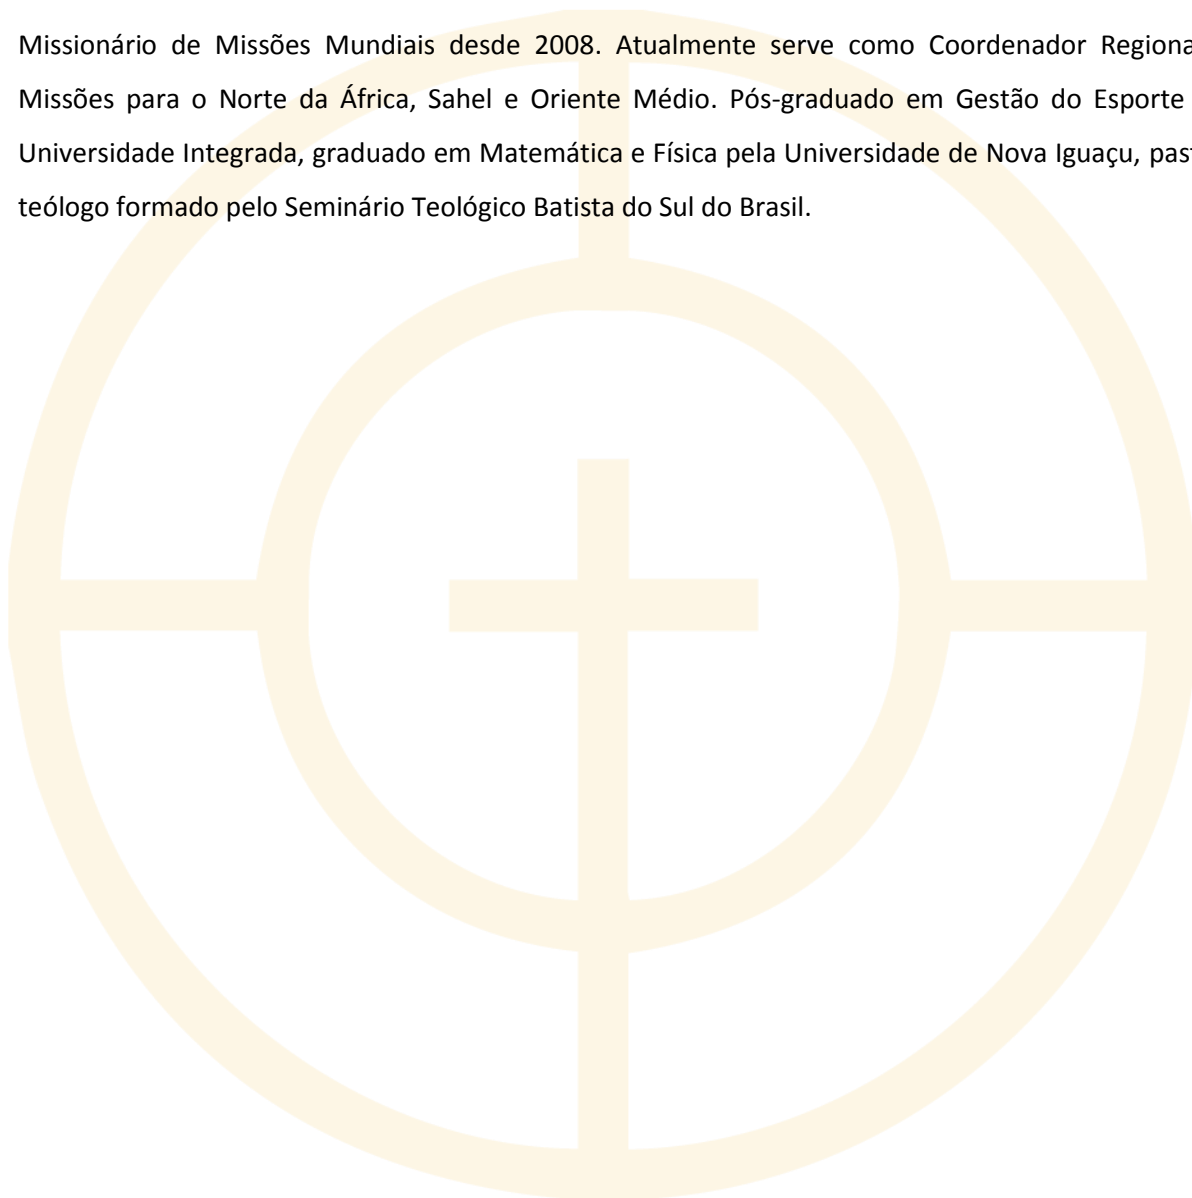 Missionário de Missões Mundiais desde 2008. Atualmente serve como Coordenador Regiona
Missões para o Norte da África, Sahel e Oriente Médio. Pós-graduado em Gestão do Esporte
Universidade Integrada, graduado em Matemática e Física pela Universidade de Nova Iguaçu, past
teólogo formado pelo Seminário Teológico Batista do Sul do Brasil.